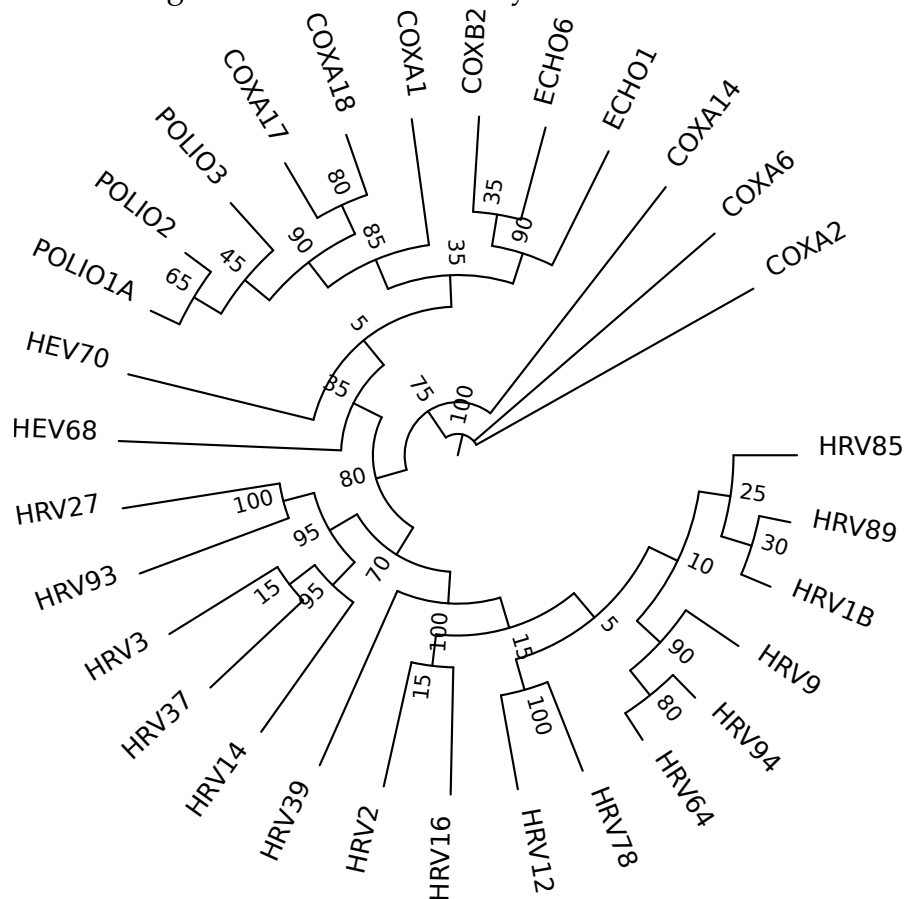 COXA2
COXA6
COXA14
ECHO1
ECHO6
COXB2
COXA1
COXA18
COXA17
POLIO3
POLIO2
POLIO1A
HEV70
HEV68
HRV27
HRV93
HRV3
HRV37
HRV14
HRV39
HRV2
HRV16
HRV12
HRV78
HRV64
HRV94
HRV9
HRV1B
HRV89
HRV85
100
75
80
35
5
35
90
35
85
80
90
45
65
70
95
100
95
15
100
15
15
100
5
10
25
30
90
80